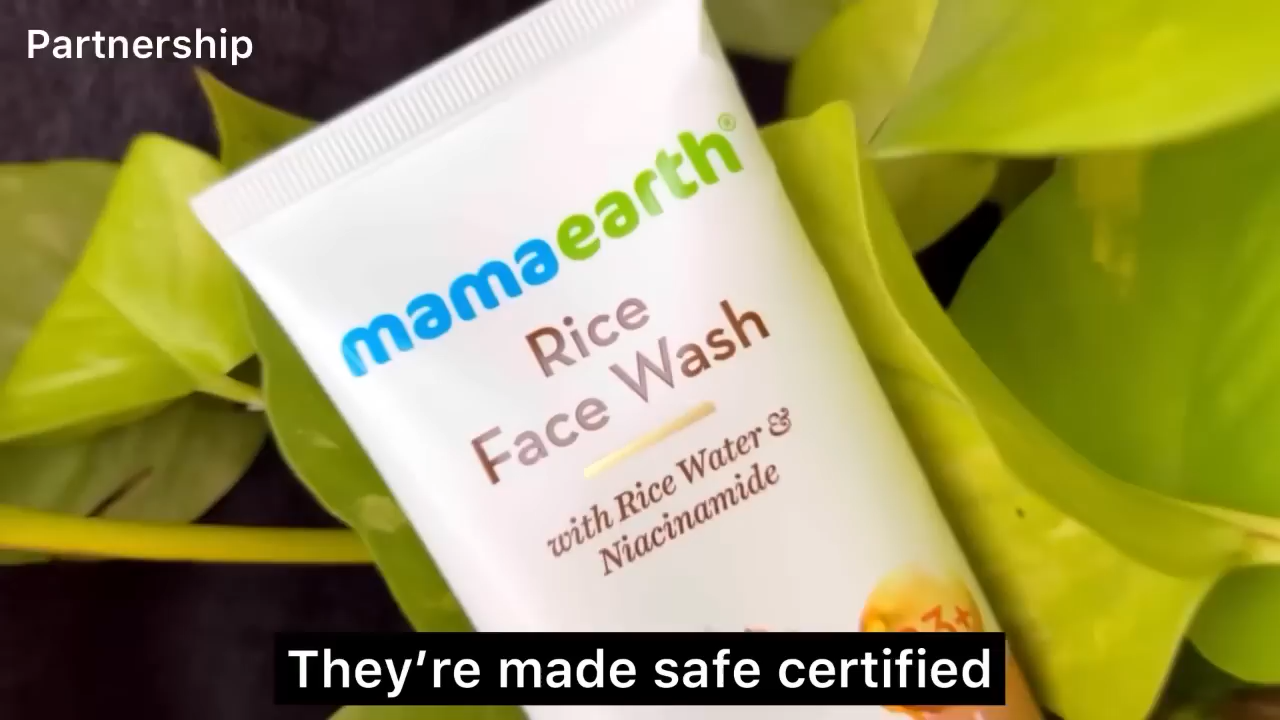 Partnership
mamaearth®
Rice
Face Wash
with Rice Water &
Niacinamide
They’re made safe certified